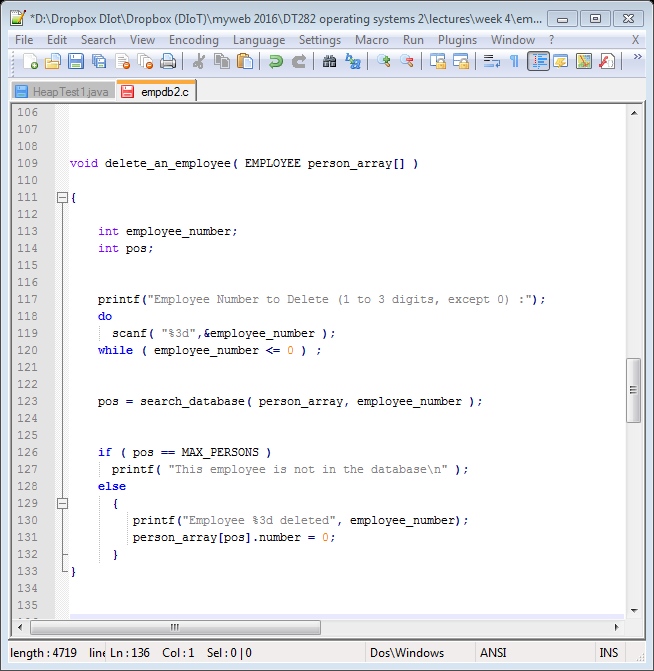 *D:\Dropbox DIot\Dropbox (DIoT)\myweb 2016\DT282 operating systems 2\lectures\week 4\em...
File Edit Search View Encoding Language Settings Macro Run Plugins Window ? X
HeapTest1.java empdb2.c
106
107
108
109 void delete_an_employee( EMPLOYEE person_array[] )
110
111 {
112
113 int employee_number;
114 int pos;
115
116
117 printf("Employee Number to Delete (1 to 3 digits, except 0) :");
118 do
119 scanf( "%3d",&employee_number );
120 while ( employee_number <= 0 ) ;
121
122
123 pos = search_database( person_array, employee_number );
124
125
126 if ( pos == MAX_PERSONS )
127 printf( "This employee is not in the database\n" );
128 else
129 {
130 printf("Employee %3d deleted", employee_number);
131 person_array[pos].number = 0;
132 }
133 }
134
135
length : 4719 line Ln : 136 Col : 1 Sel : 0 | 0 Dos\Windows ANSI INS